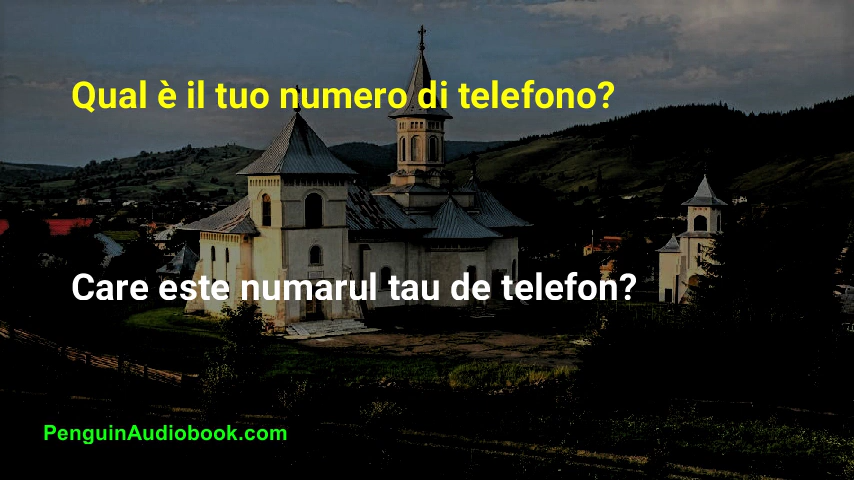 Qual è il tuo numero di telefono?
Care este numarul tau de telefon?
PenguinAudiobook.com